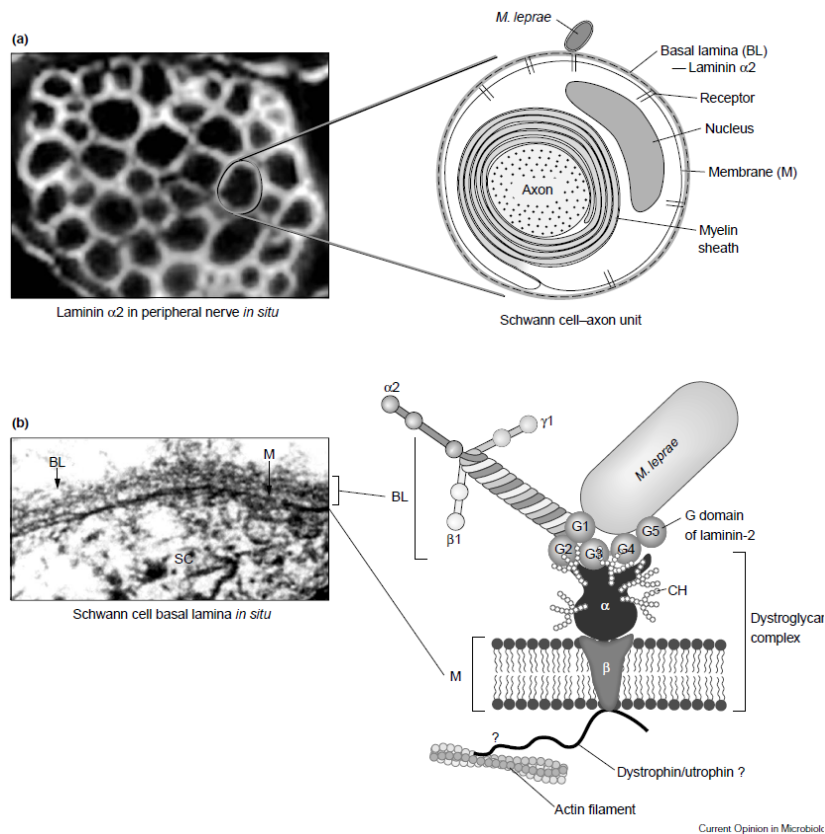 (a)
M. leprae
Basal lamina (BL)
— Laminin α2
Receptor
Nucleus
Membrane (M)
Axon
Myelin
sheath
Laminin α2 in peripheral nerve in situ
Schwann cell–axon unit
(b)
α2
γ1
β1
BL
M
SC
BL
Schwann cell basal lamina in situ
M. leprae
G1
G2
G3
G4
G5
G domain
of laminin-2
α
CH
Dystroglycan
complex
β
M
?
Dystrophin/utrophin ?
Actin filament
Current Opinion in Microbiolo